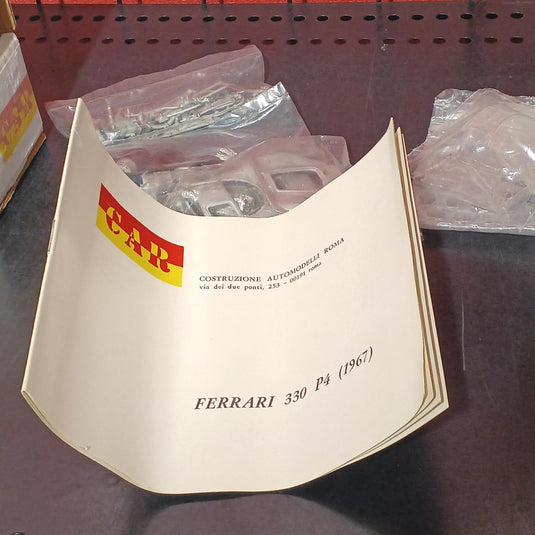 CAR
COSTRUZIONE AUTOMODELLI ROMA
via dei due ponti, 253 - 00191 roma
FERRARI 330 P4 (1967)